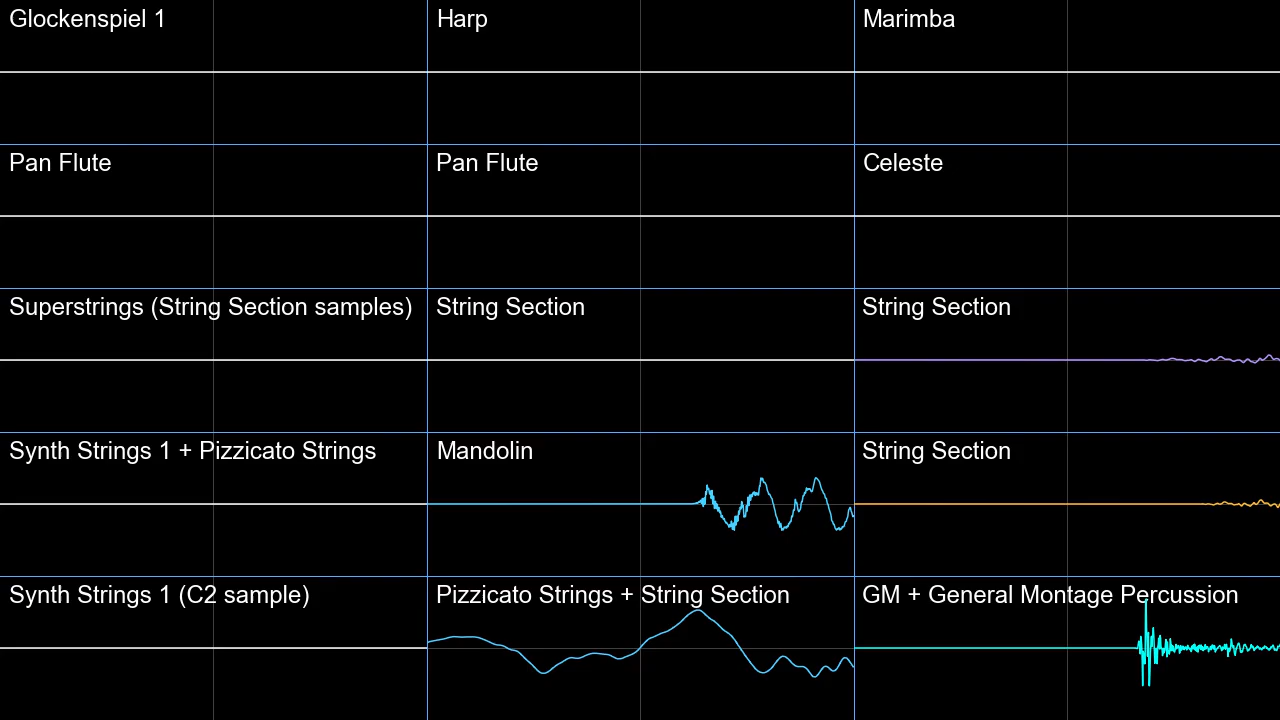 Glockenspiel 1
Harp
Marimba
Pan Flute
Pan Flute
Celeste
Superstrings (String Section samples)
String Section
String Section
Synth Strings 1 + Pizzicato Strings
Mandolin
String Section
Synth Strings 1 (C2 sample)
Pizzicato Strings + String Section
GM + General Montage Percussion